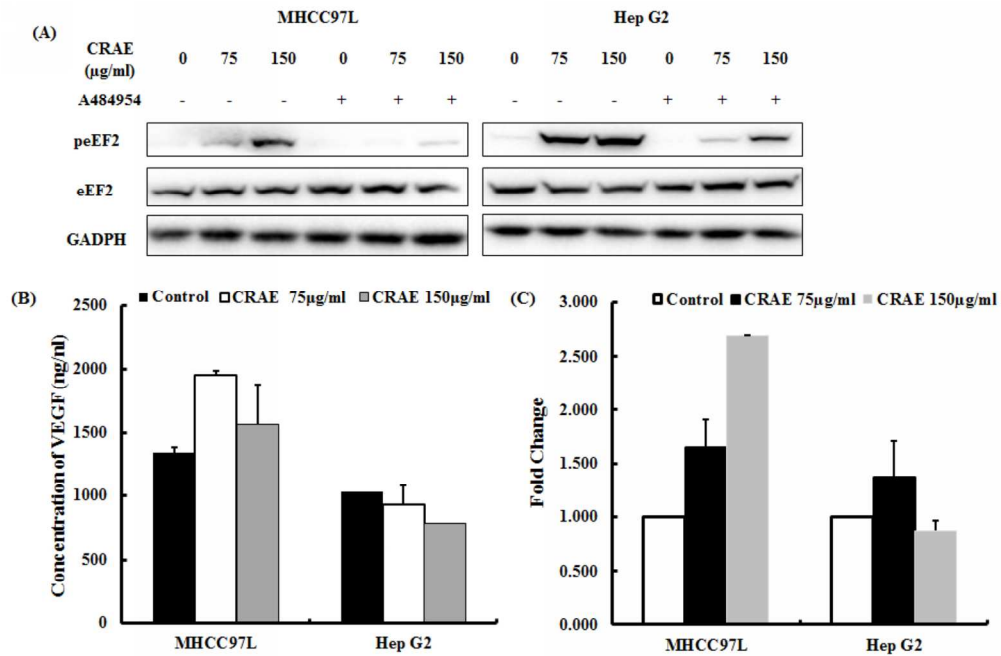 MHCC97L Hep G2
(A)
CRAE 0 75 150 0 75 150 0 75 150 0 75 150
(µg/ml)
A484954 - - - + + + - - - + + +
peEF2
eEF2
GADPH
(B) Control CRAE 75µg/ml CRAE 150µg/ml
Concentration of VEGF (ng/nl)
2500
2000
1500
1000
500
0
MHCC97L Hep G2
(C) Control CRAE 75µg/ml CRAE 150µg/ml
Fold Change
3.000
2.500
2.000
1.500
1.000
0.500
0.000
MHCC97L Hep G2